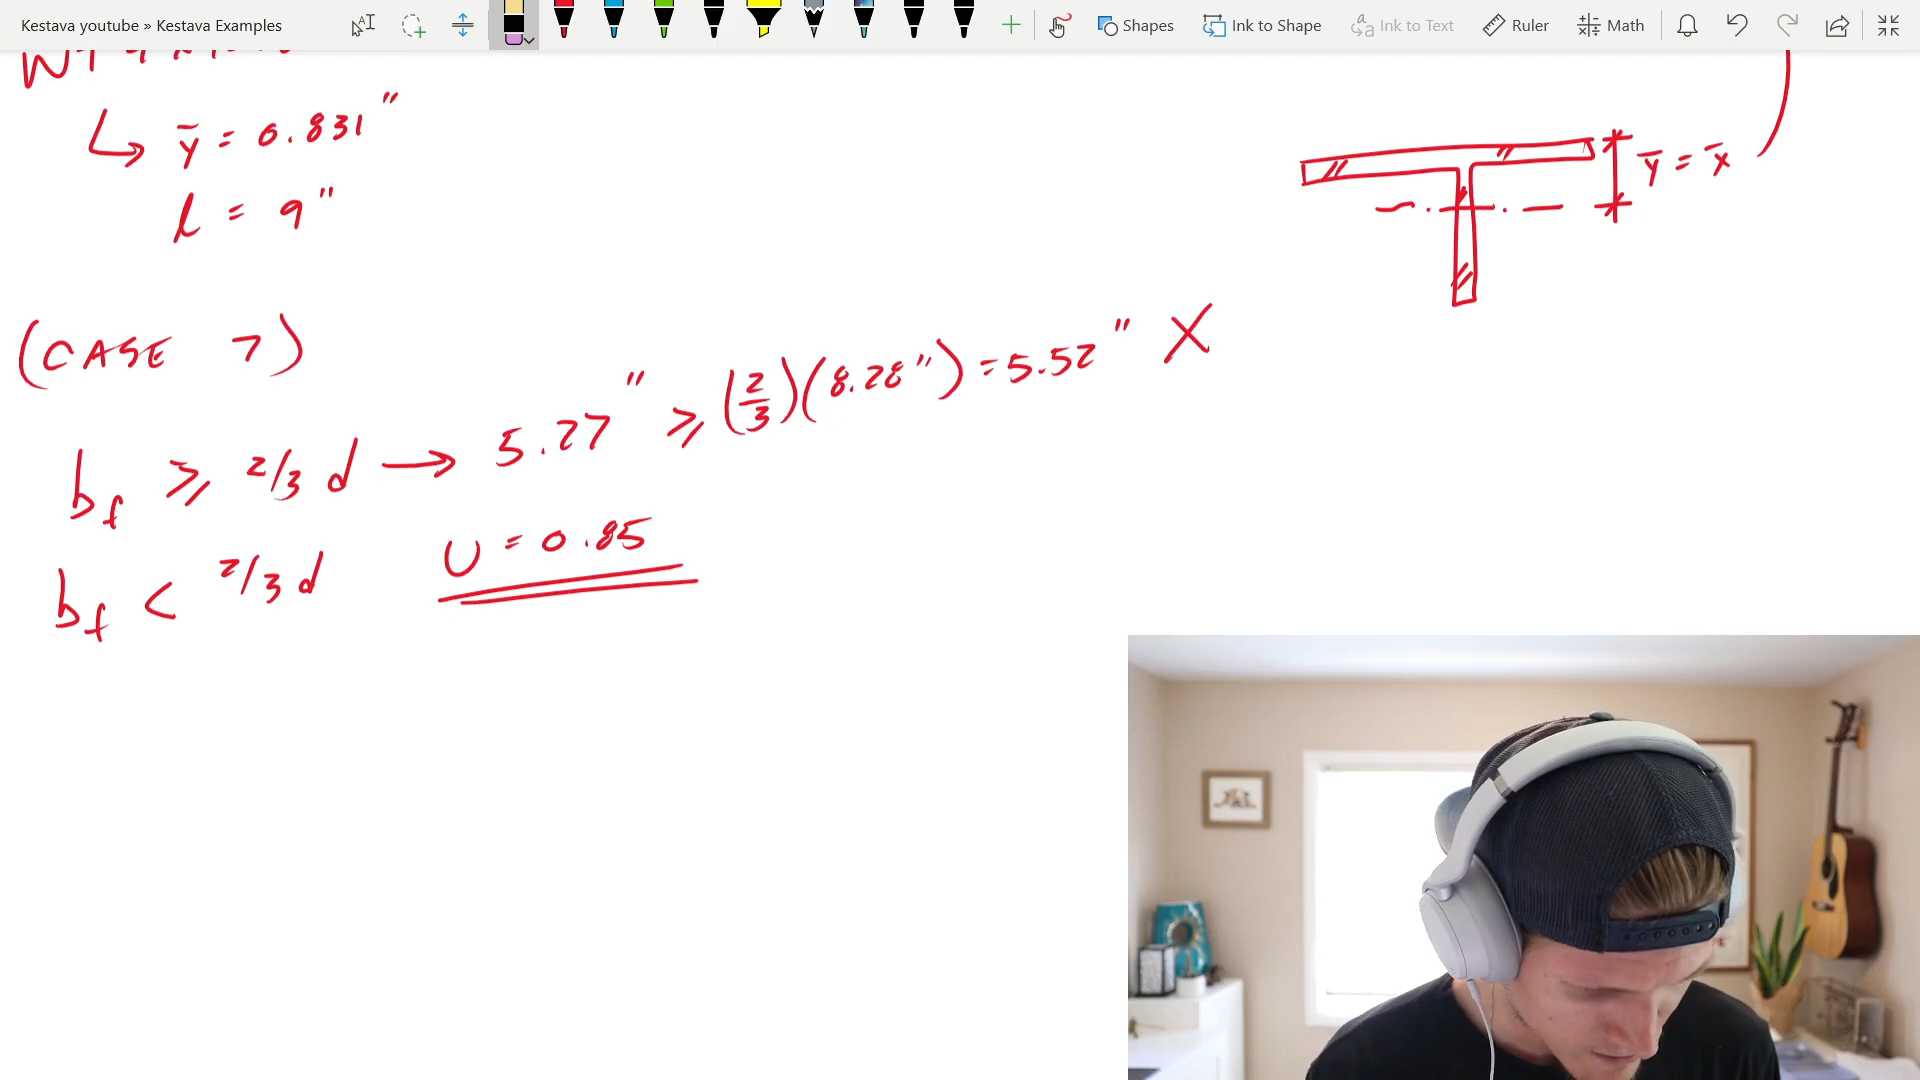 Kestava youtube » Kestava Examples
Shapes
Ink to Shape
Ink to Text
Ruler
Math
ȳ = 0.831"
l = 9"
ȳ = x̄
(CASE 7)
bf ≥ 2/3 d → 5.27" ≥ (2/3)(8.28") = 5.52" X
bf < 2/3 d U = 0.85